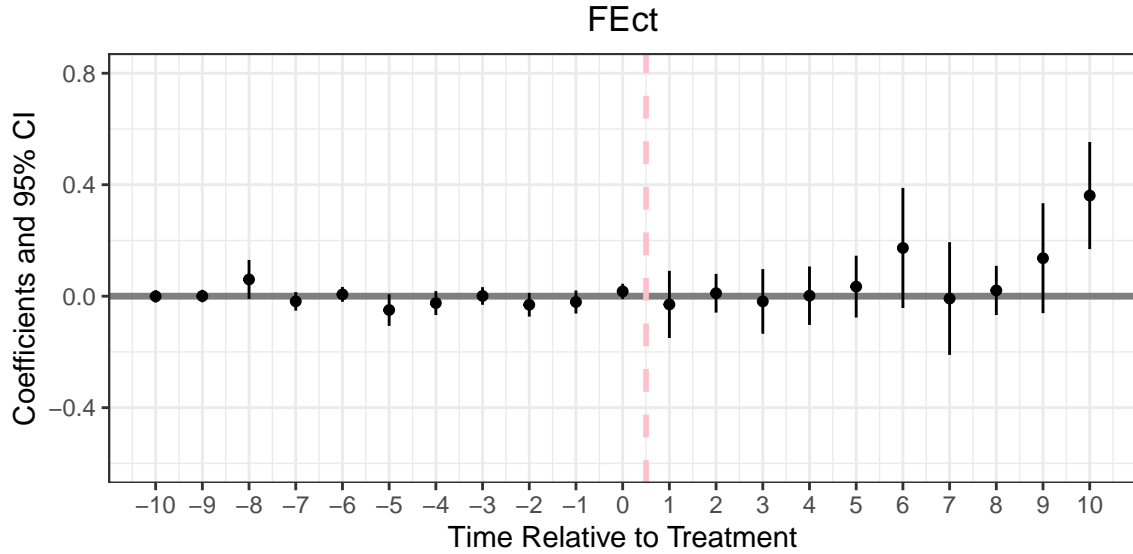 FEct
Coefficients and 95% CI
0.8
0.4
0.0
−0.4
−10 −9 −8 −7 −6 −5 −4 −3 −2 −1 0 1 2 3 4 5 6 7 8 9 10
Time Relative to Treatment